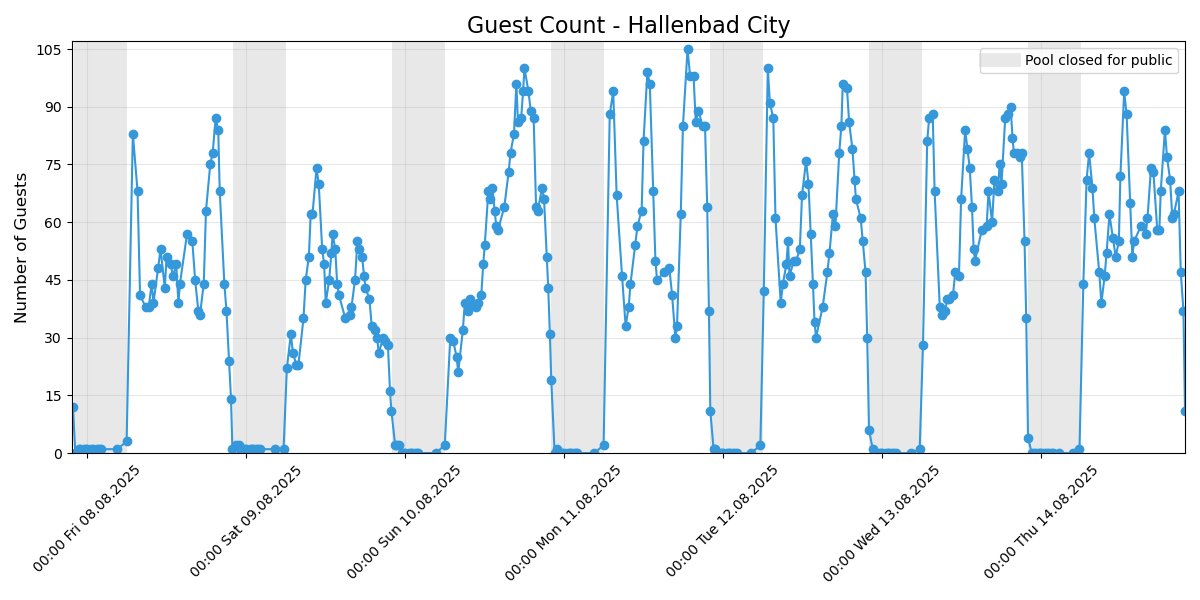 Guest Count - Hallenbad City
Pool closed for public
Number of Guests
105
90
75
60
45
30
15
0
00:00 Fri 08.08.2025
00:00 Sat 09.08.2025
00:00 Sun 10.08.2025
00:00 Mon 11.08.2025
00:00 Tue 12.08.2025
00:00 Wed 13.08.2025
00:00 Thu 14.08.2025